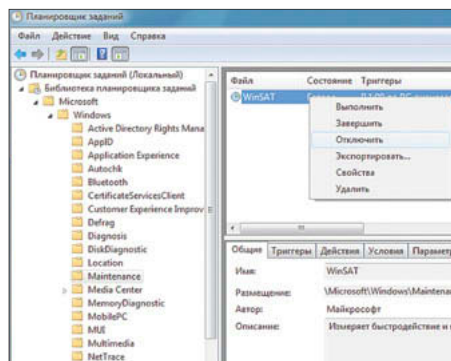 Планировщик заданий
Файл Действие Вид Справка
Планировщик заданий (Локальный)
Библиотека планировщика заданий
Microsoft
Windows
Active Directory Rights Mana
AppID
Application Experience
Autochk
Bluetooth
CertificateServicesClient
Customer Experience Improv
Defrag
Diagnosis
DiskDiagnostic
Location
Maintenance
Media Center
MemoryDiagnostic
MobilePC
MUI
Multimedia
NetTrace
Файл Состояние Триггеры
WinSAT
Выполнить
Завершить
Отключить
Экспортировать...
Свойства
Удалить
Общие Триггеры Действия Условия Параметр
Имя: WinSAT
Размещение: \Microsoft\Windows\Maintena
Автор: Майкрософт
Описание: Измеряет быстродействие и